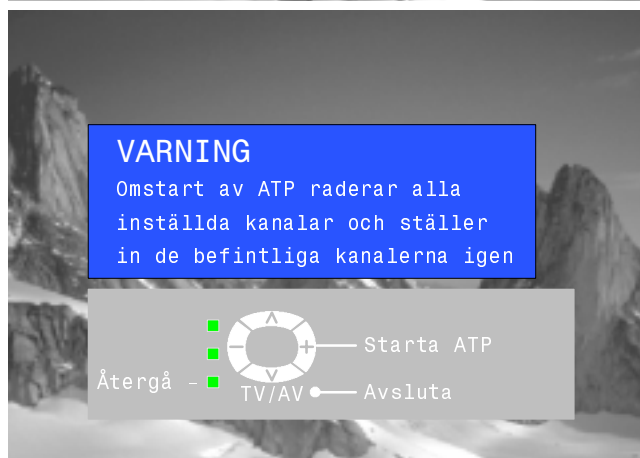 VARNING
Omstart av ATP raderar alla
inställda kanalar och ställer
in de befintliga kanalerna igen
Starta ATP
Återgå –
TV/AV
Avsluta